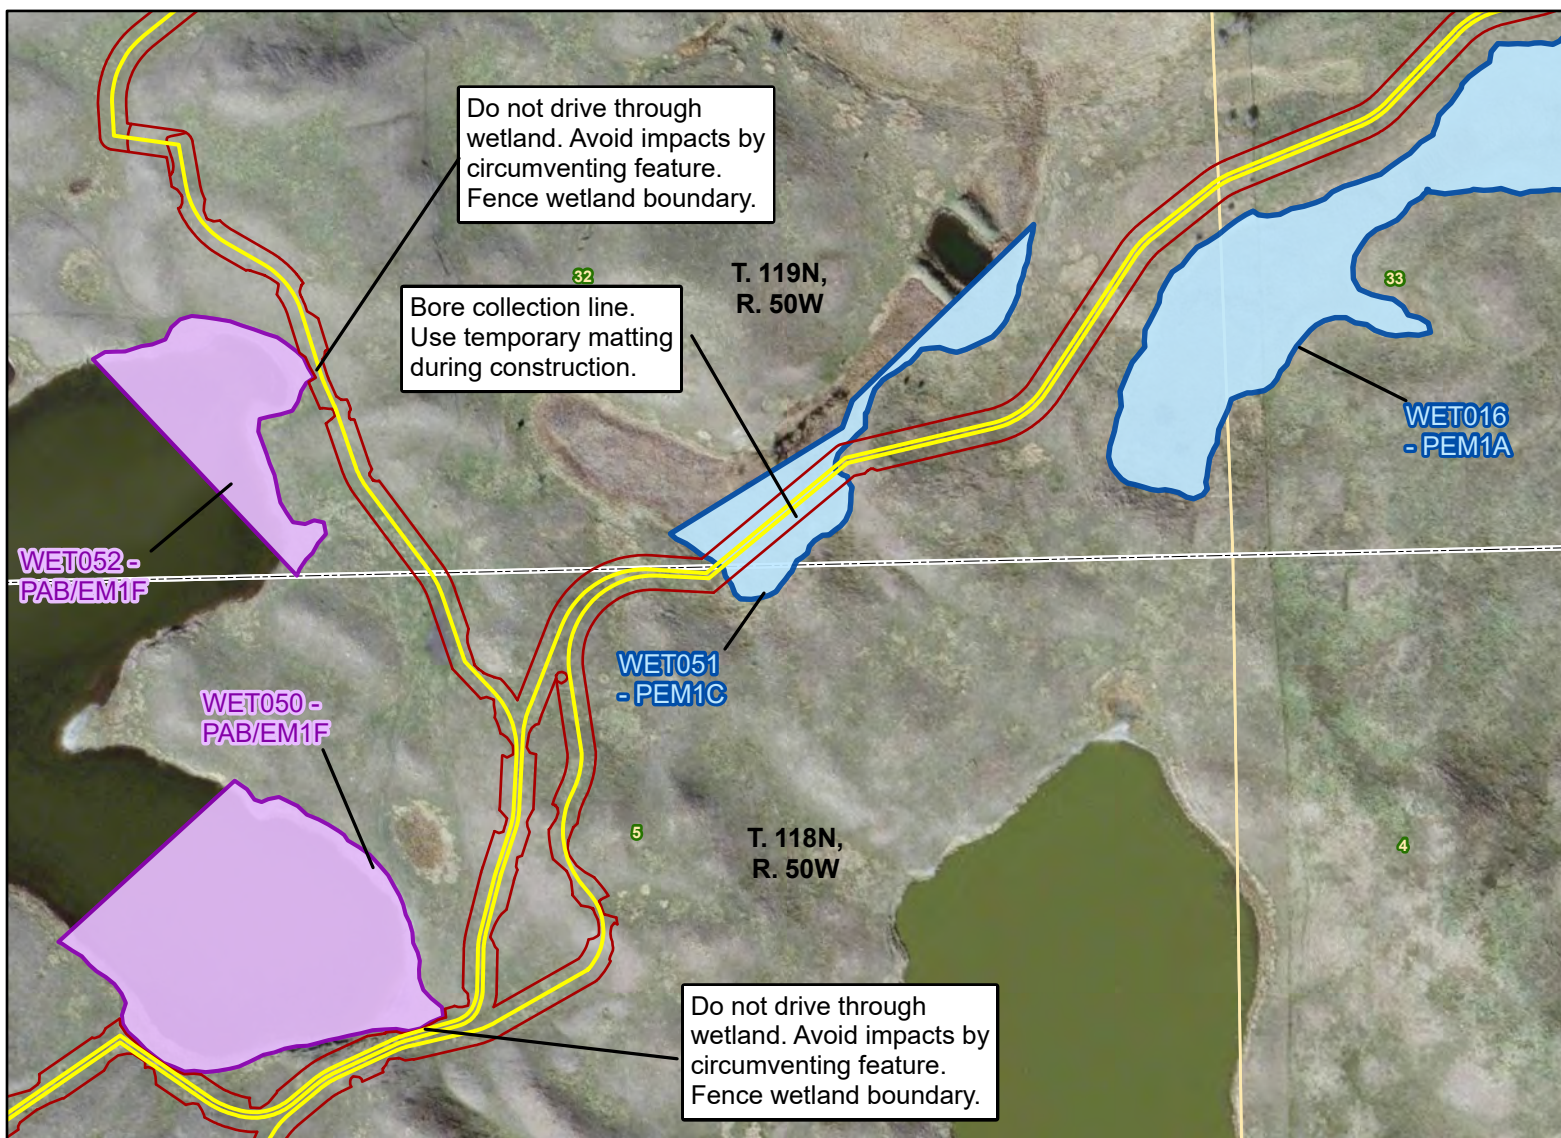 Do not drive through
wetland. Avoid impacts by
circumventing feature.
Fence wetland boundary.
32
T. 119N,
R. 50W
33
Bore collection line.
Use temporary matting
during construction.
WET016
- PEM1A
WET052 -
PAB/EM1F
WET051
- PEM1C
WET050 -
PAB/EM1F
5
T. 118N,
R. 50W
4
Do not drive through
wetland. Avoid impacts by
circumventing feature.
Fence wetland boundary.